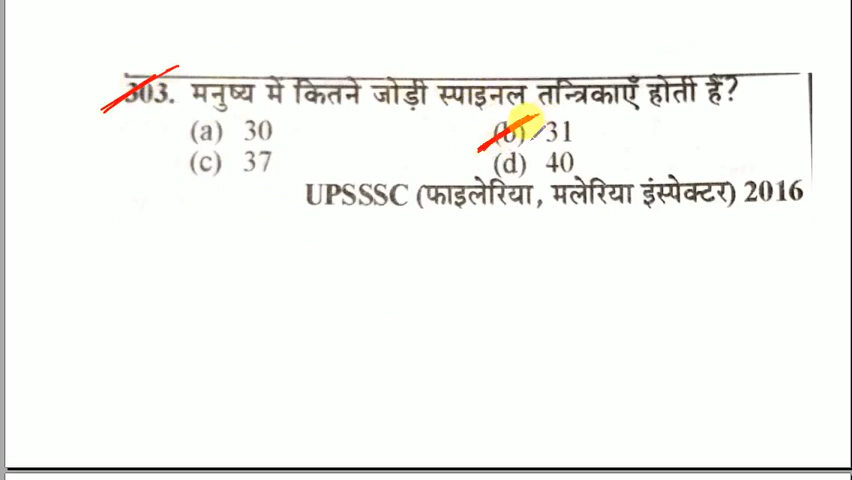 303. मनुष्य में कितने जोड़ी स्पाइनल तन्त्रिकाएँ होती हैं?
(a) 30 (b) 31
(c) 37 (d) 40
UPSSSC (फाइलेरिया, मलेरिया इंस्पेक्टर) 2016